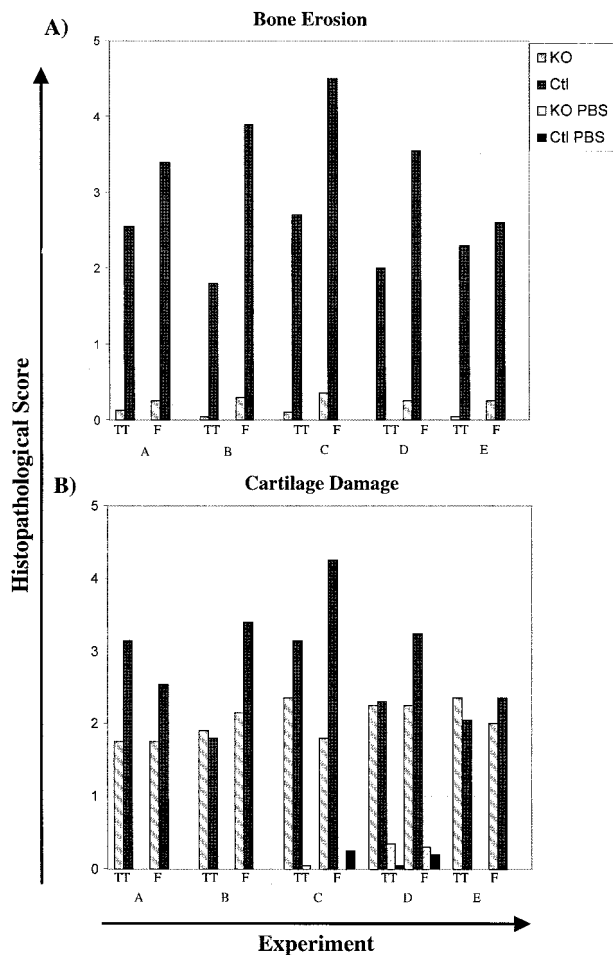 A)
Bone Erosion
5
4
3
2
1
0
KO
Ctl
KO PBS
Ctl PBS
TT F TT F TT F TT F TT F
A B C D E
B)
Cartilage Damage
5
4
3
2
1
0
TT F TT F TT F TT F TT F
A B C D E
Histopathological Score
Experiment